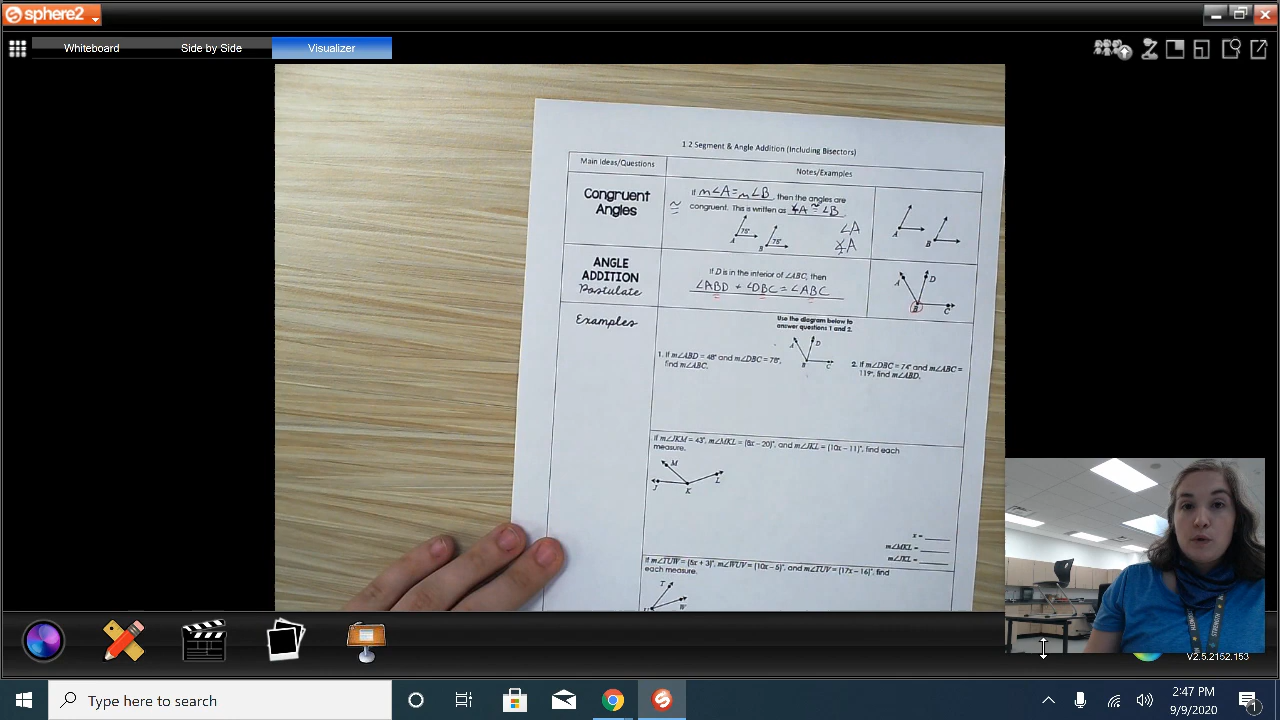 sphere2
Whiteboard Side by Side Visualizer
1.2 Segment & Angle Addition (Including Bisectors)
Main Ideas/Questions Notes/Examples
Congruent
Angles
If m∠A = m∠B, then the angles are
≅ congruent. This is written as ∡A ≅ ∠B.
75° 75°
A B
∠A
∡A
A B
ANGLE
ADDITION
Postulate
If D is in the interior of ∠ABC, then
∠ABD + ∠DBC = ∠ABC
A D
B C
Examples
Use the diagram below to
answer questions 1 and 2.
A D
B C
1. If m∠ABD = 48° and m∠DBC = 78°,
find m∠ABC.
2. If m∠DBC = 74° and m∠ABC =
119°, find m∠ABD.
If m∠JKM = 43°, m∠MKL = (8x – 20)°, and m∠JKL = (10x – 11)°, find each
measure.
M
J K L
x =
m∠MKL =
m∠JKL =
If m∠TUW = (5x + 3)°, m∠WUV = (10x – 5)°, and m∠TUV = (17x – 16)°, find
each measure.
T
W
STRENGTH
V2.5.2152.153
Type here to search
2:47 PM
9/9/2020
1